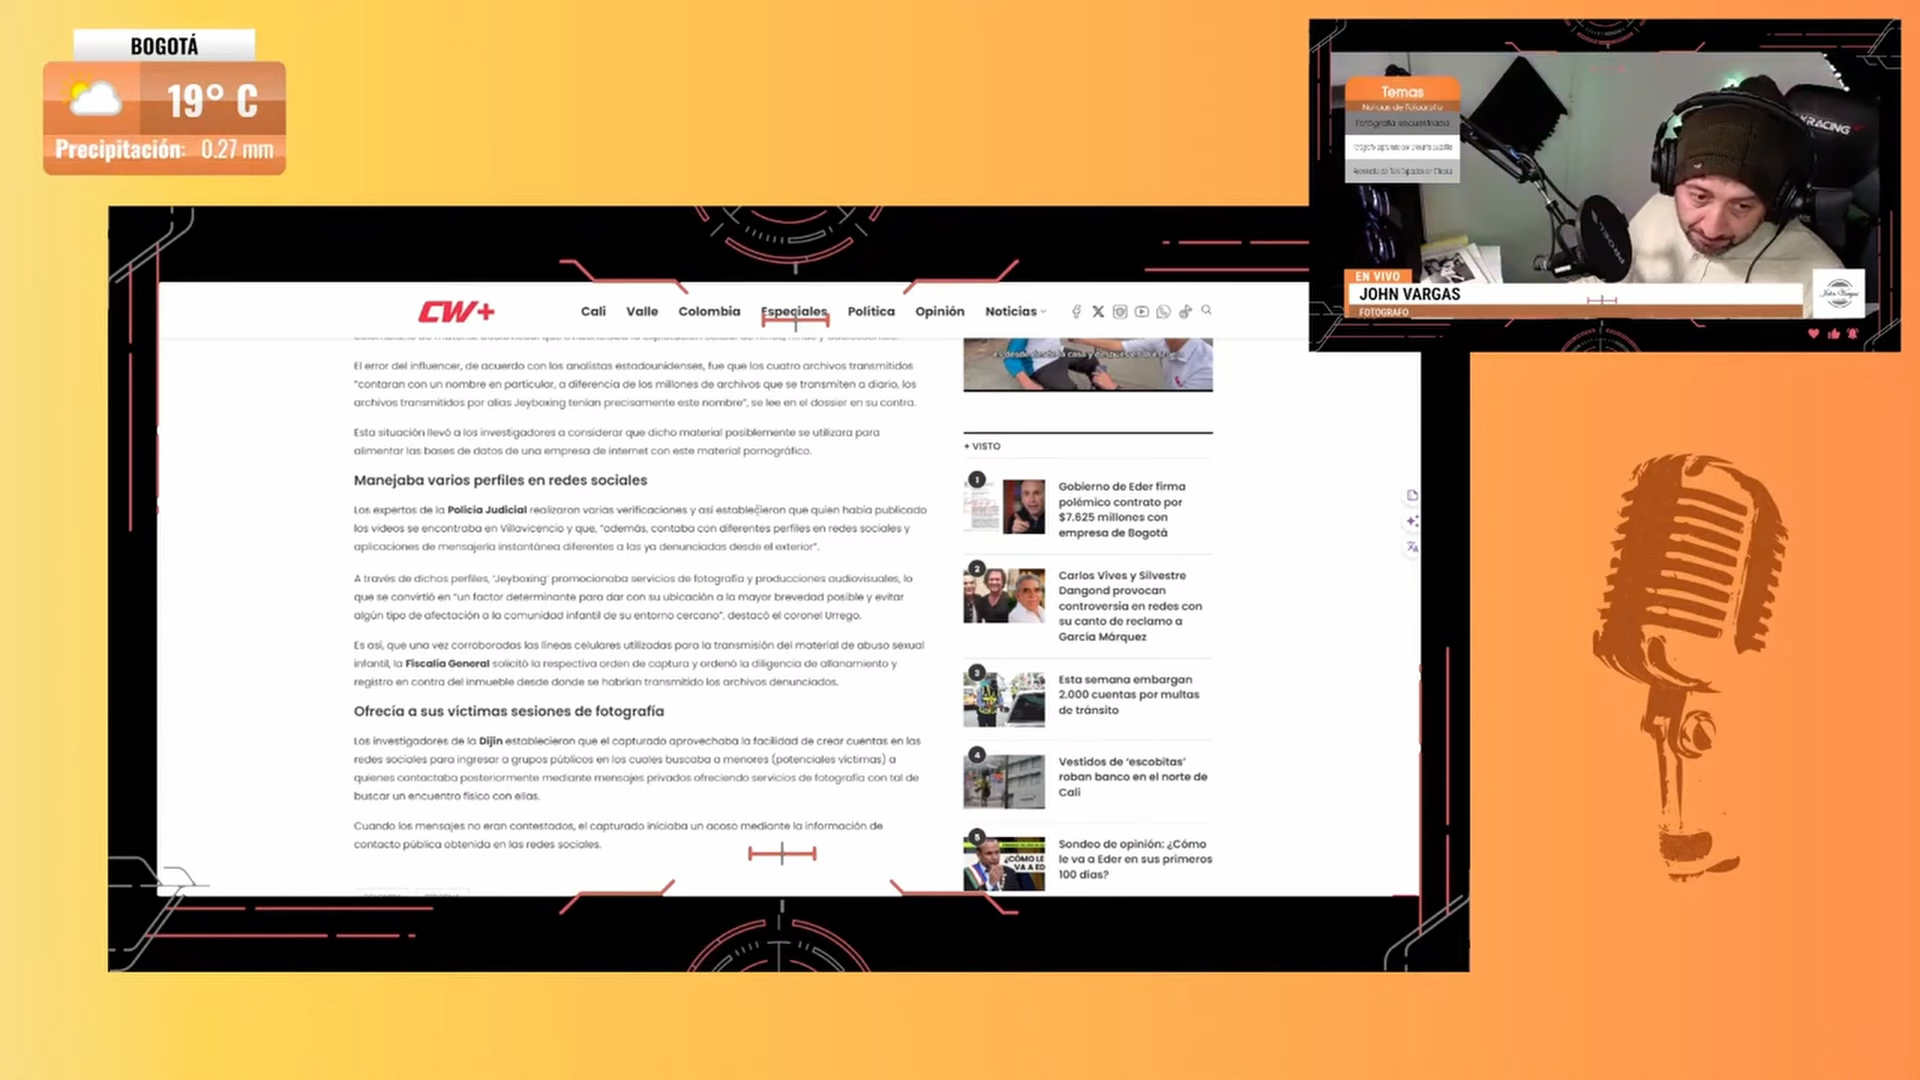 BOGOTÁ
19° C
Precipitación: 0.27 mm
Temas
Noticias de Fotografía
Fotografía secuestrada
RACING
EN VIVO
JOHN VARGAS
FOTOGRAFO
CW+
Cali Valle Colombia Especiales Política Opinión Noticias
El error del influencer, de acuerdo con los analistas estadounidenses, fue que los cuatro archivos transmitidos
“contaran con un nombre en particular, a diferencia de los millones de archivos que se transmiten a diario, los
archivos transmitidos por alias Jeyboxing tenían precisamente este nombre”, se lee en el dossier en su contra.
Esta situación llevó a los investigadores a considerar que dicho material posiblemente se utilizara para
alimentar las bases de datos de una empresa de internet con este material pornográfico.
Manejaba varios perfiles en redes sociales
Los expertos de la Policía Judicial realizaron varias verificaciones y así establecieron que quien había publicado
los videos se encontraba en Villavicencio y que, “además, contaba con diferentes perfiles en redes sociales y
aplicaciones de mensajería instantánea diferentes a las ya denunciadas desde el exterior”.
A través de dichos perfiles, ‘Jeyboxing’ promocionaba servicios de fotografía y producciones audiovisuales, lo
que se convirtió en “un factor determinante para dar con su ubicación a la mayor brevedad posible y evitar
algún tipo de afectación a la comunidad infantil de su entorno cercano”, destacó el coronel Urrego.
Es así, que una vez corroboradas las líneas celulares utilizadas para la transmisión del material de abuso sexual
infantil, la Fiscalía General solicitó la respectiva orden de captura y ordenó la diligencia de allanamiento y
registro en contra del inmueble desde donde se habrían transmitido los archivos denunciados.
Ofrecía a sus víctimas sesiones de fotografía
Los investigadores de la Dijin establecieron que el capturado aprovechaba la facilidad de crear cuentas en las
redes sociales para ingresar a grupos públicos en los cuales buscaba a menores (potenciales víctimas) a
quienes contactaba posteriormente mediante mensajes privados ofreciendo servicios de fotografía con tal de
buscar un encuentro físico con ellas.
Cuando los mensajes no eran contestados, el capturado iniciaba un acoso mediante la información de
contacto pública obtenida en las redes sociales.
+ VISTO
1
Gobierno de Eder firma
polémico contrato por
$7.625 millones con
empresa de Bogotá
2
Carlos Vives y Silvestre
Dangond provocan
controversia en redes con
su canto de reclamo a
García Márquez
3
Esta semana embargan
2.000 cuentas por multas
de tránsito
4
Vestidos de ‘escobitas’
roban banco en el norte de
Cali
5
Sondeo de opinión: ¿Cómo
le va a Eder en sus primeros
100 días?
¿CÓMO LE
VA A ED